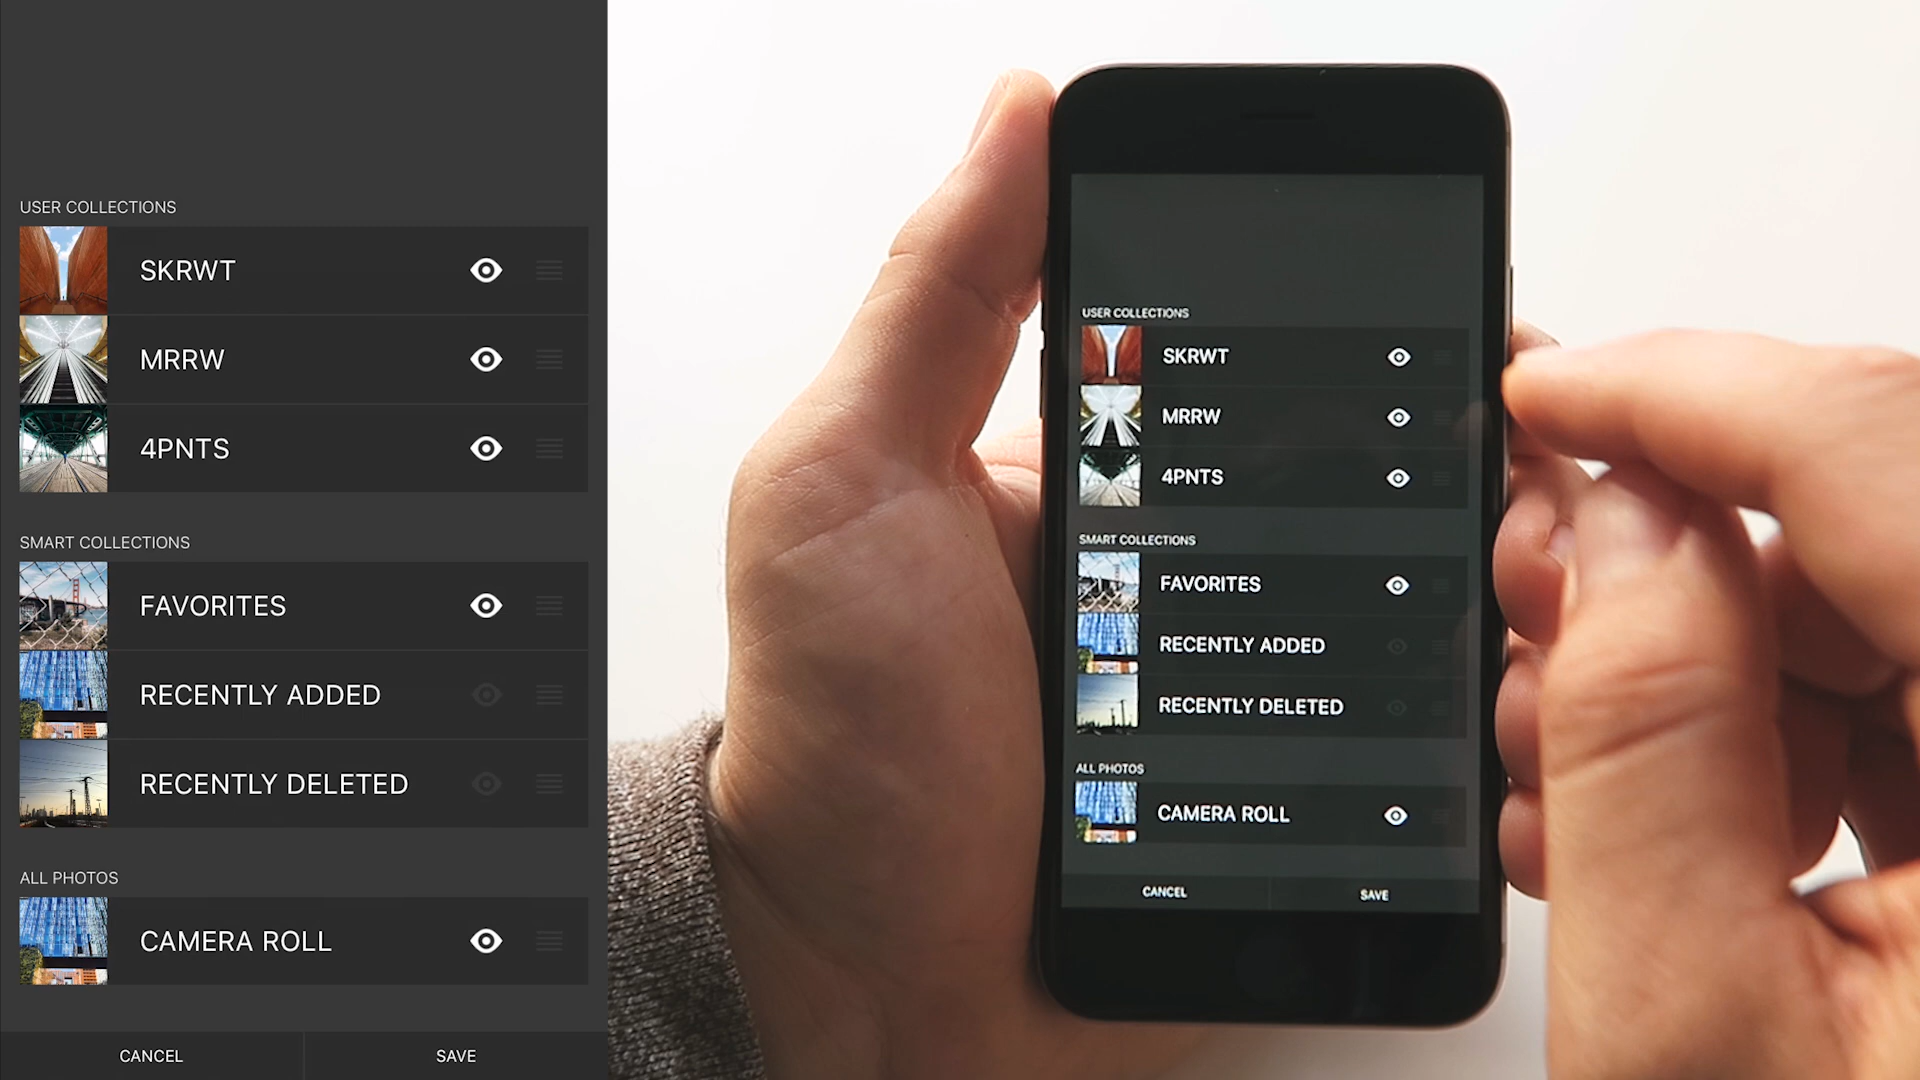 USER COLLECTIONS
SKRWT
MRRW
4PNTS
SMART COLLECTIONS
FAVORITES
RECENTLY ADDED
RECENTLY DELETED
ALL PHOTOS
CAMERA ROLL
CANCEL
SAVE
USER COLLECTIONS
SKRWT
MRRW
4PNTS
SMART COLLECTIONS
FAVORITES
RECENTLY ADDED
RECENTLY DELETED
ALL PHOTOS
CAMERA ROLL
CANCEL
SAVE